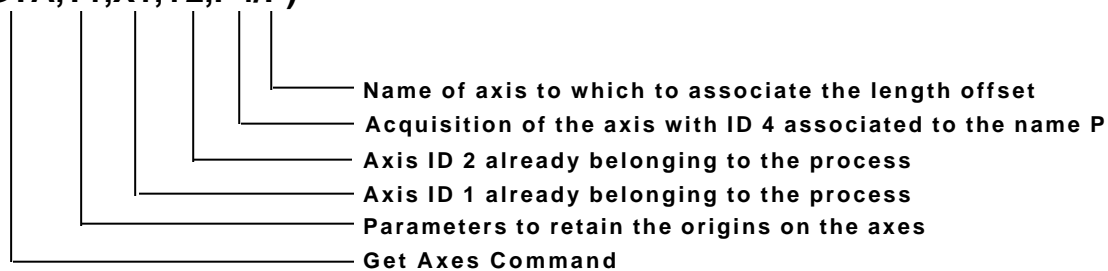 Name of axis to which to associate the length offset
Acquisition of the axis with ID 4 associated to the name P
Axis ID 2 already belonging to the process
Axis ID 1 already belonging to the process
Parameters to retain the origins on the axes
Get Axes Command